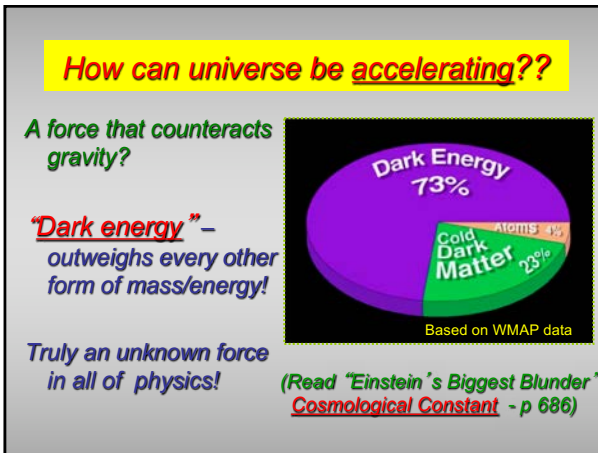 How can universe be accelerating??
A force that counteracts
gravity?
“Dark energy” –
outweighs every other
form of mass/energy!
Truly an unknown force
in all of physics!
Dark Energy
73%
Atoms 4%
Cold
Dark
Matter 23%
Based on WMAP data
(Read “Einstein’s Biggest Blunder”
Cosmological Constant - p 686)